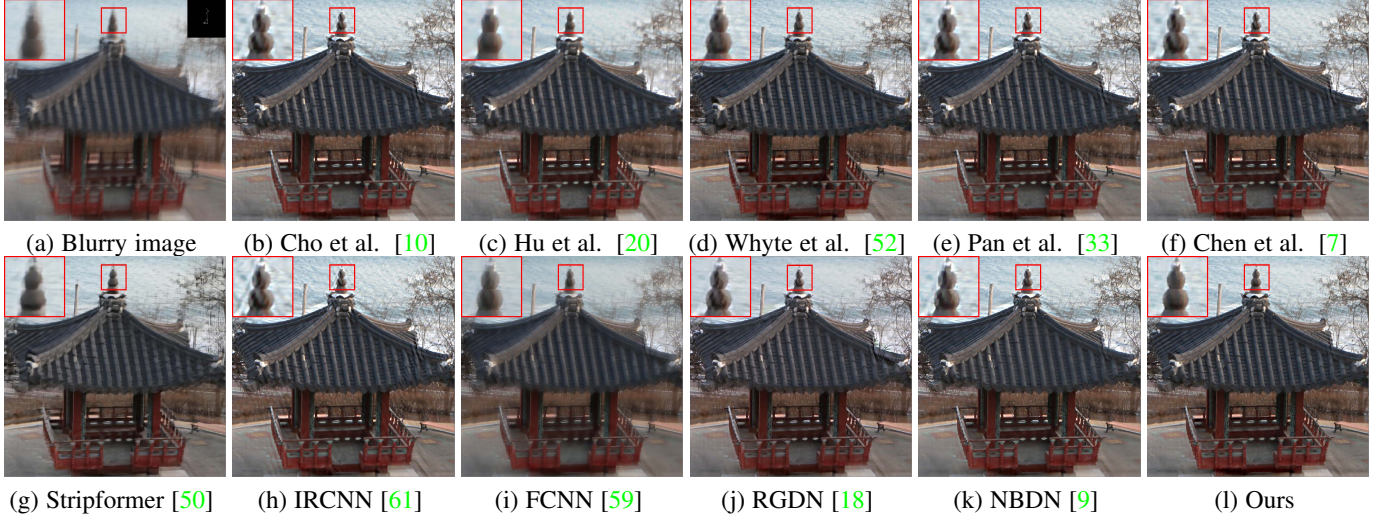 (a) Blurry image (b) Cho et al. [10] (c) Hu et al. [20] (d) Whyte et al. [52] (e) Pan et al. [33] (f) Chen et al. [7]
(g) Stripformer [50] (h) IRCNN [61] (i) FCNN [59] (j) RGDN [18] (k) NBDN [9] (l) Ours